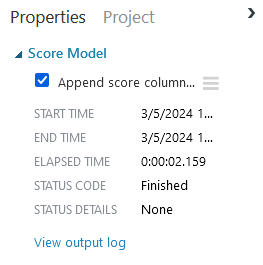 Properties Project
Score Model
Append score column...
START TIME 3/5/2024 1...
END TIME 3/5/2024 1...
ELAPSED TIME 0:00:02.159
STATUS CODE Finished
STATUS DETAILS None
View output log